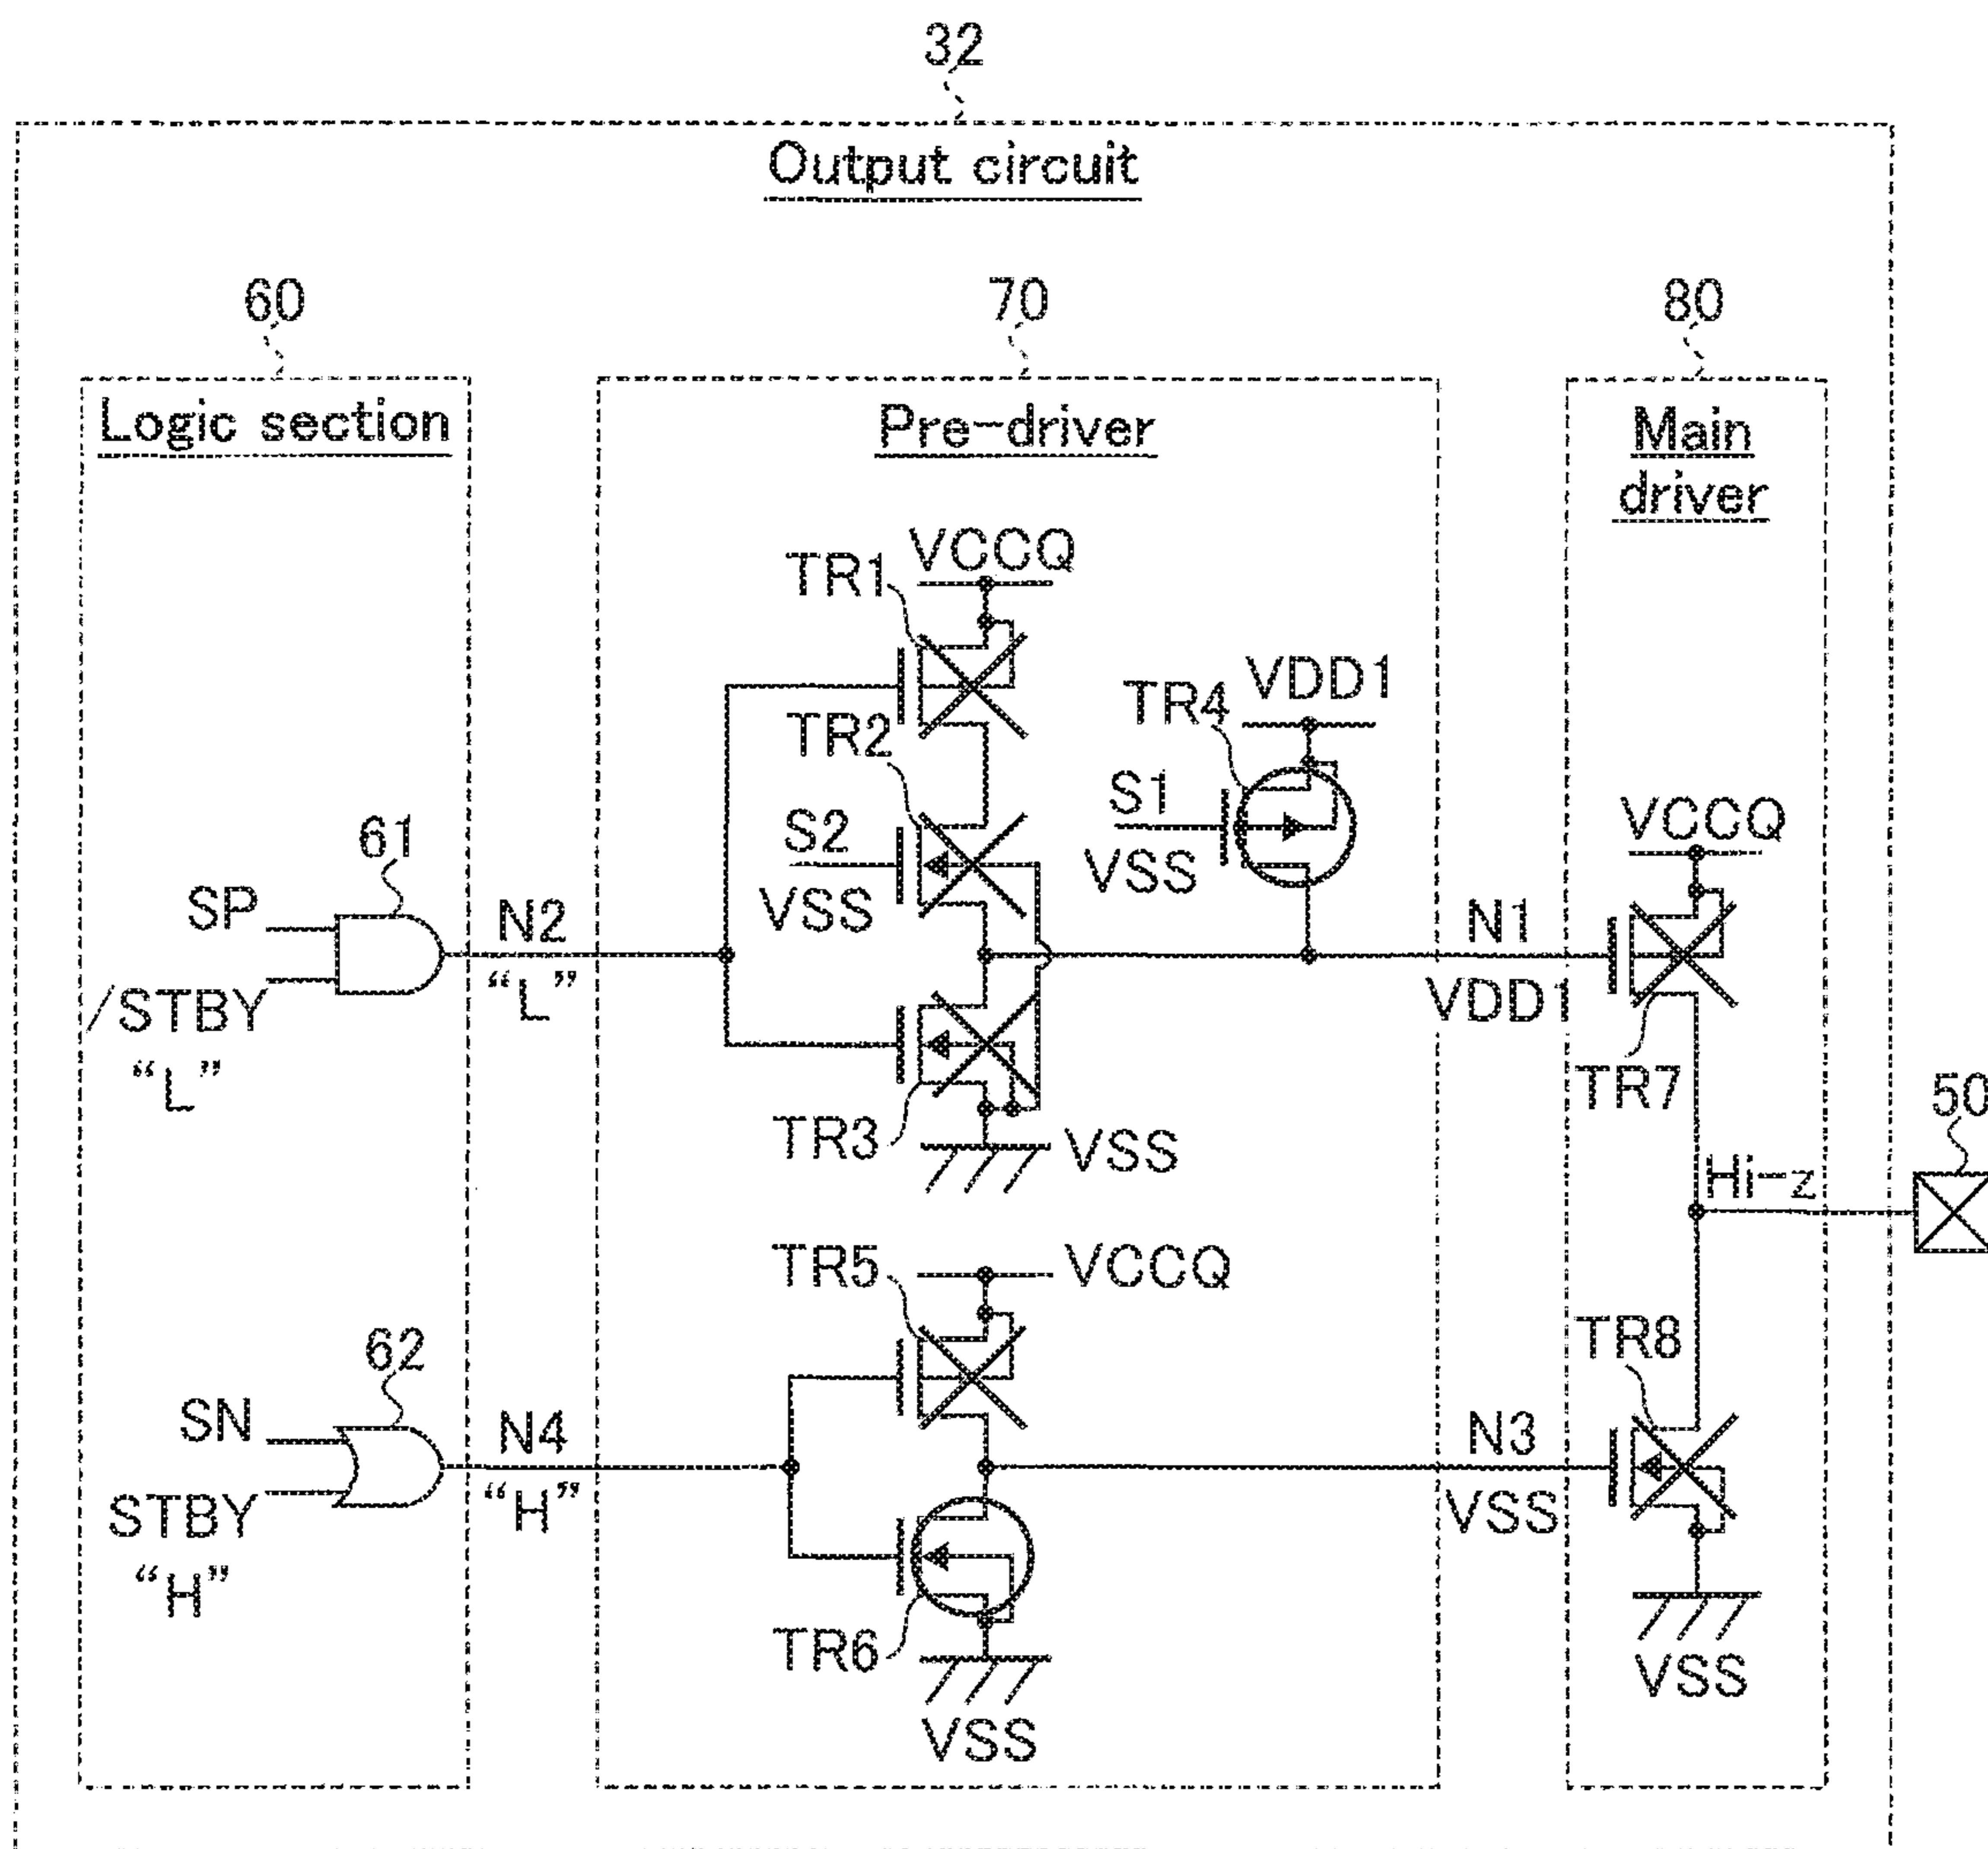 32
Output circuit
60
70
80
Logic section
Pre-driver
Main
driver
VCCQ
TR1
TR2
TR4
VDD1
S1
VSS
S2
VSS
VCCQ
61
SP
/STBY
“L”
N2
“L”
N1
VDD1
TR7
TR3
VSS
50
Hi-z
TR5
VCCQ
62
SN
STBY
“H”
N4
“H”
N3
VSS
TR8
TR6
VSS
VSS